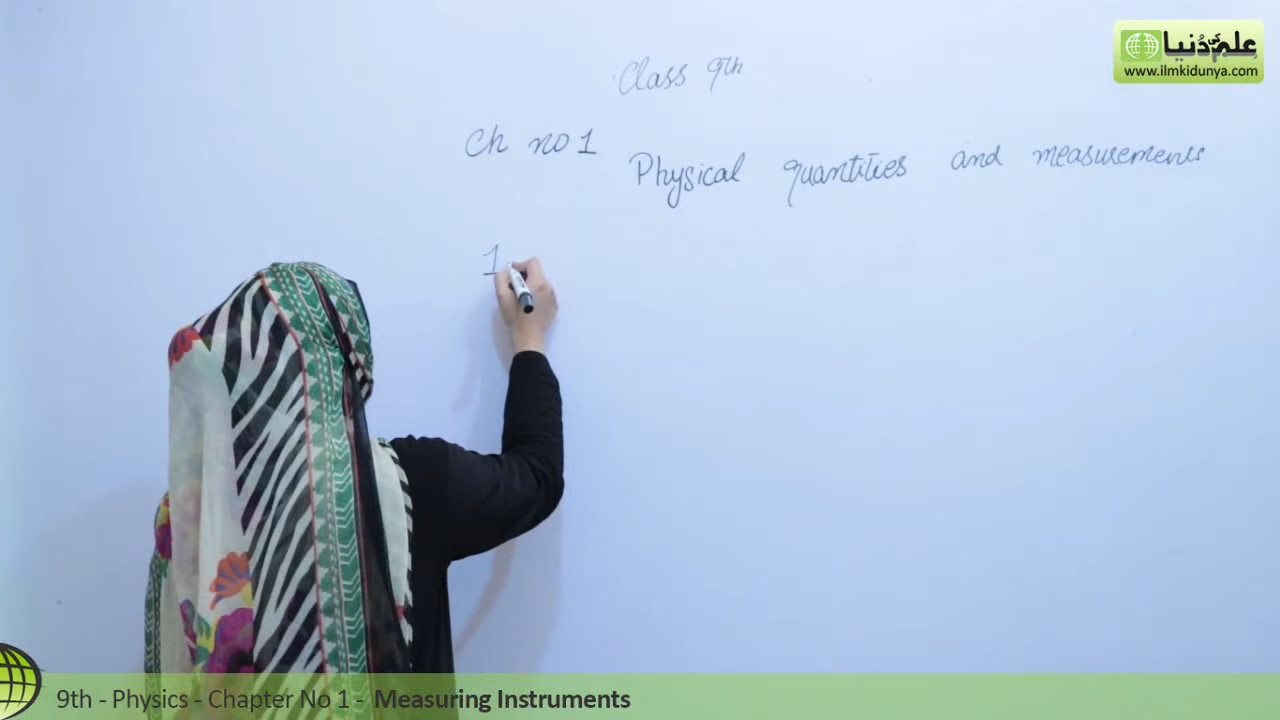 علم کی دُنیا
www.ilmkidunya.com
Class 9th
Ch no 1 Physical quantities and measurements
1
9th - Physics - Chapter No 1 - Measuring Instruments